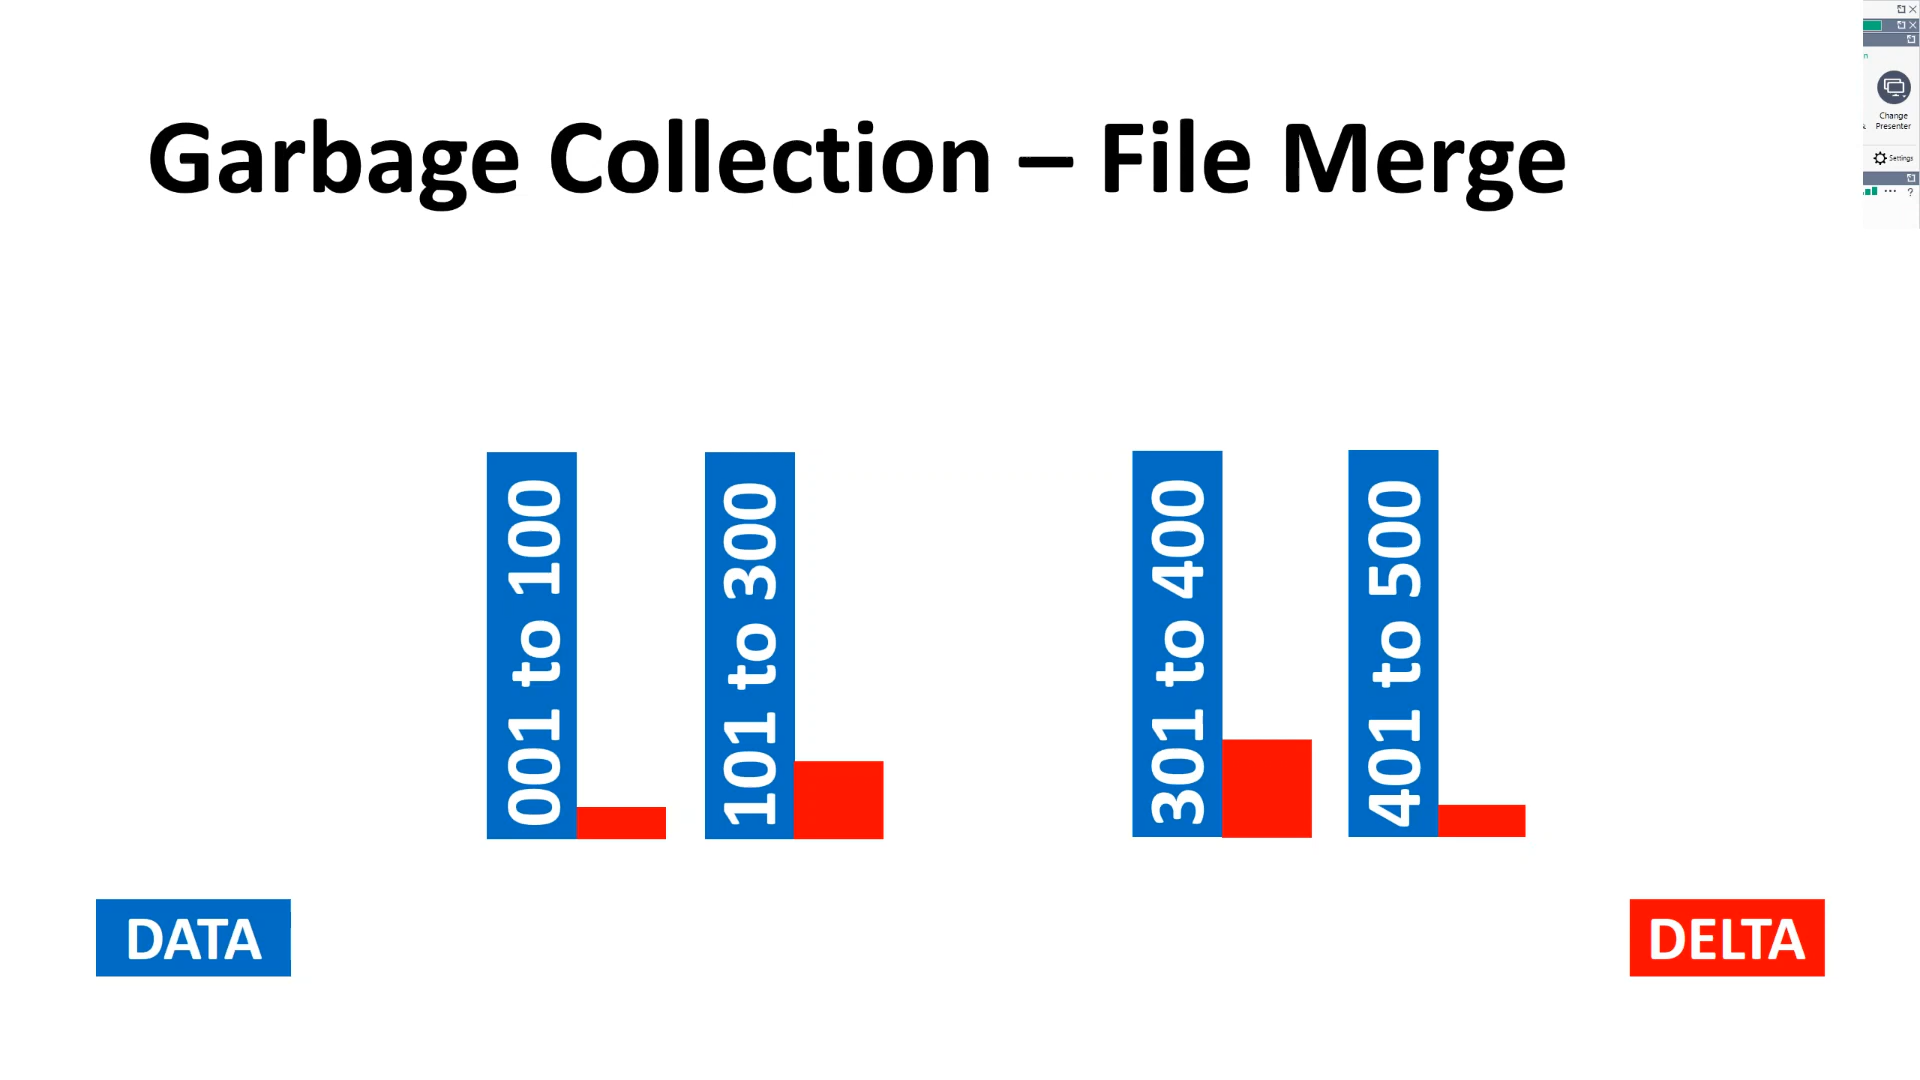 Garbage Collection – File Merge
001 to 100
101 to 300
301 to 400
401 to 500
DATA
DELTA
Change
Presenter
Settings
?